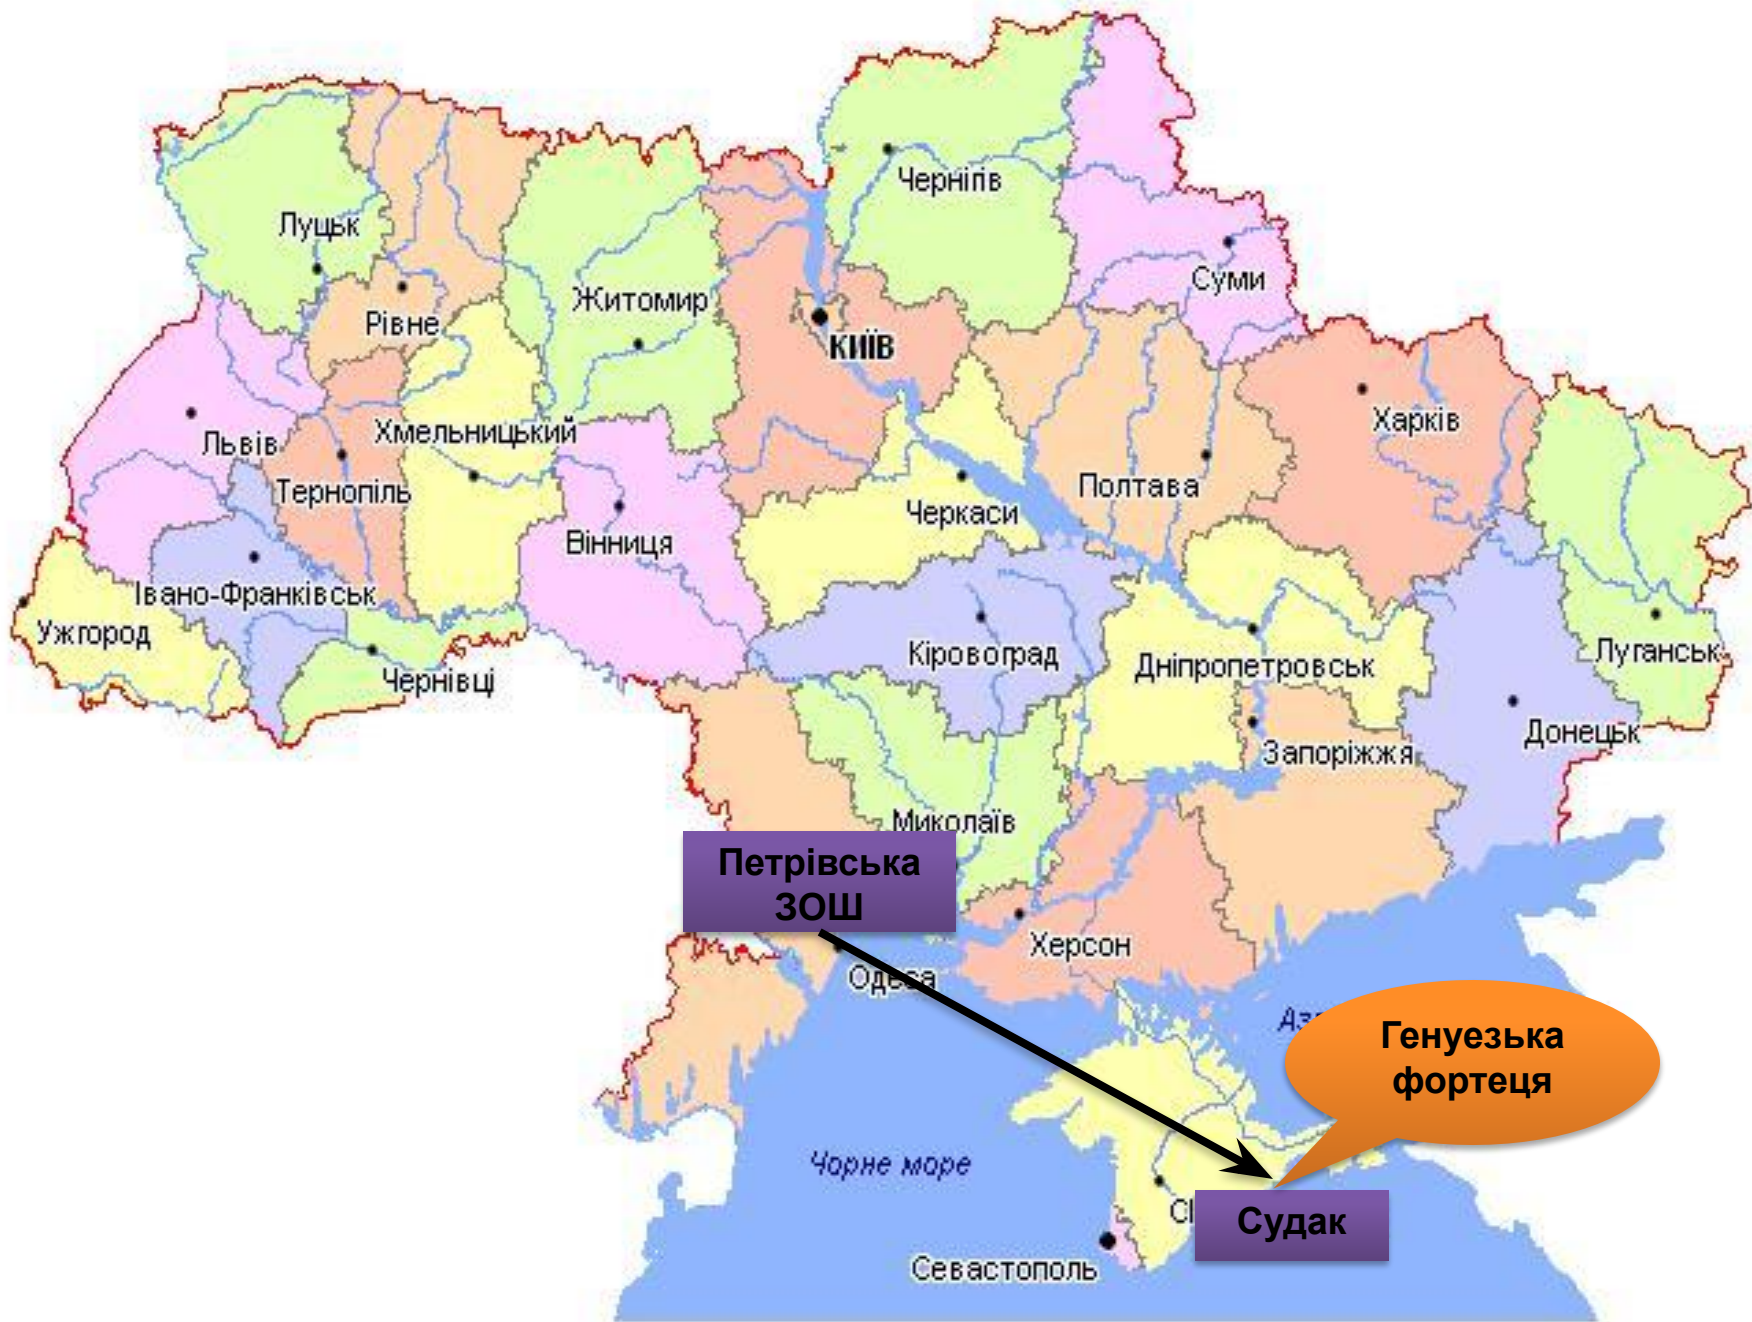 Чернігів
Луцьк
Суми
Житомир
Рівне
КИЇВ
Харків
Хмельницький
Львів
Тернопіль
Полтава
Черкаси
Вінниця
Івано-Франківськ
Ужгород
Луганськ
Кіровоград
Дніпропетровськ
Чернівці
Донецьк
Запоріжжя
Миколаїв
Петрівська
ЗОШ
Херсон
Одеса
Генуезька
фортеця
Чорне море
Судак
Севастополь